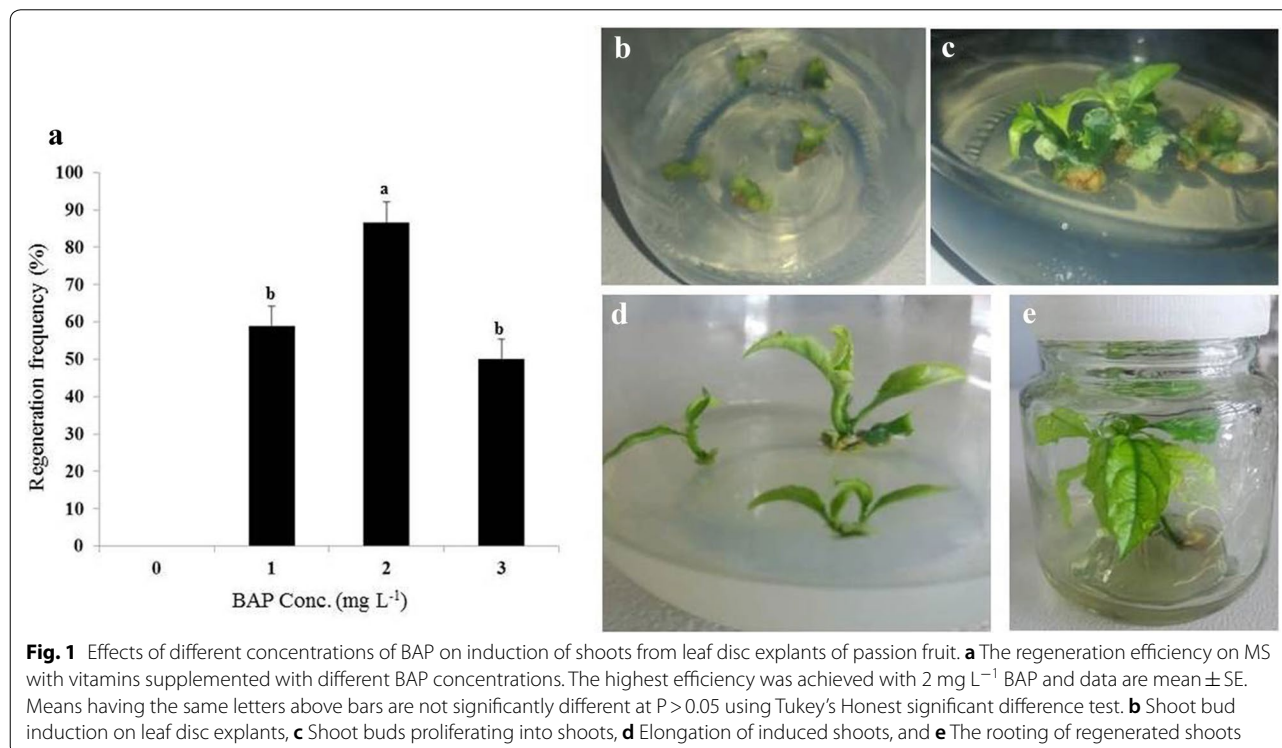 a
100
90
80
70
60
50
40
30
20
10
0
Regeneration frequency (%)
b
a
b
0 1 2 3
BAP Conc. (mg L⁻¹)
b
c
d
e
Fig. 1 Effects of different concentrations of BAP on induction of shoots from leaf disc explants of passion fruit. a The regeneration efficiency on MS
with vitamins supplemented with different BAP concentrations. The highest efficiency was achieved with 2 mg L⁻¹ BAP and data are mean ± SE.
Means having the same letters above bars are not significantly different at P > 0.05 using Tukey's Honest significant difference test. b Shoot bud
induction on leaf disc explants, c Shoot buds proliferating into shoots, d Elongation of induced shoots, and e The rooting of regenerated shoots